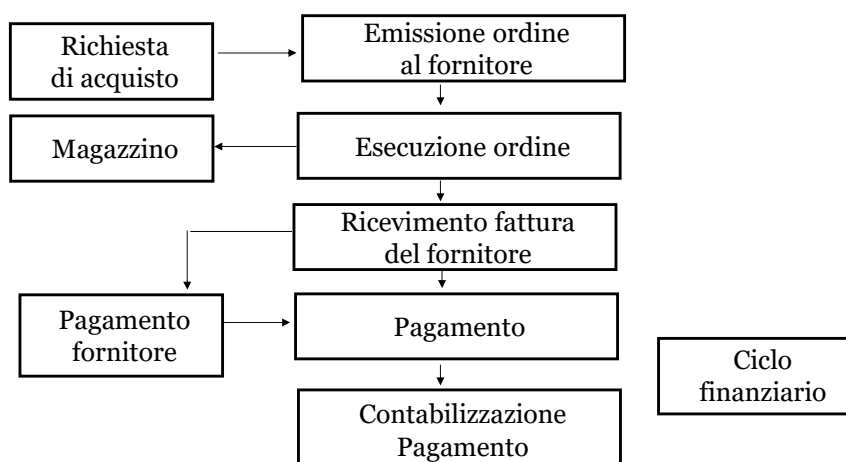 Richiesta
di acquisto
Emissione ordine
al fornitore
Magazzino
Esecuzione ordine
Ricevimento fattura
del fornitore
Pagamento
fornitore
Pagamento
Ciclo
finanziario
Contabilizzazione
Pagamento